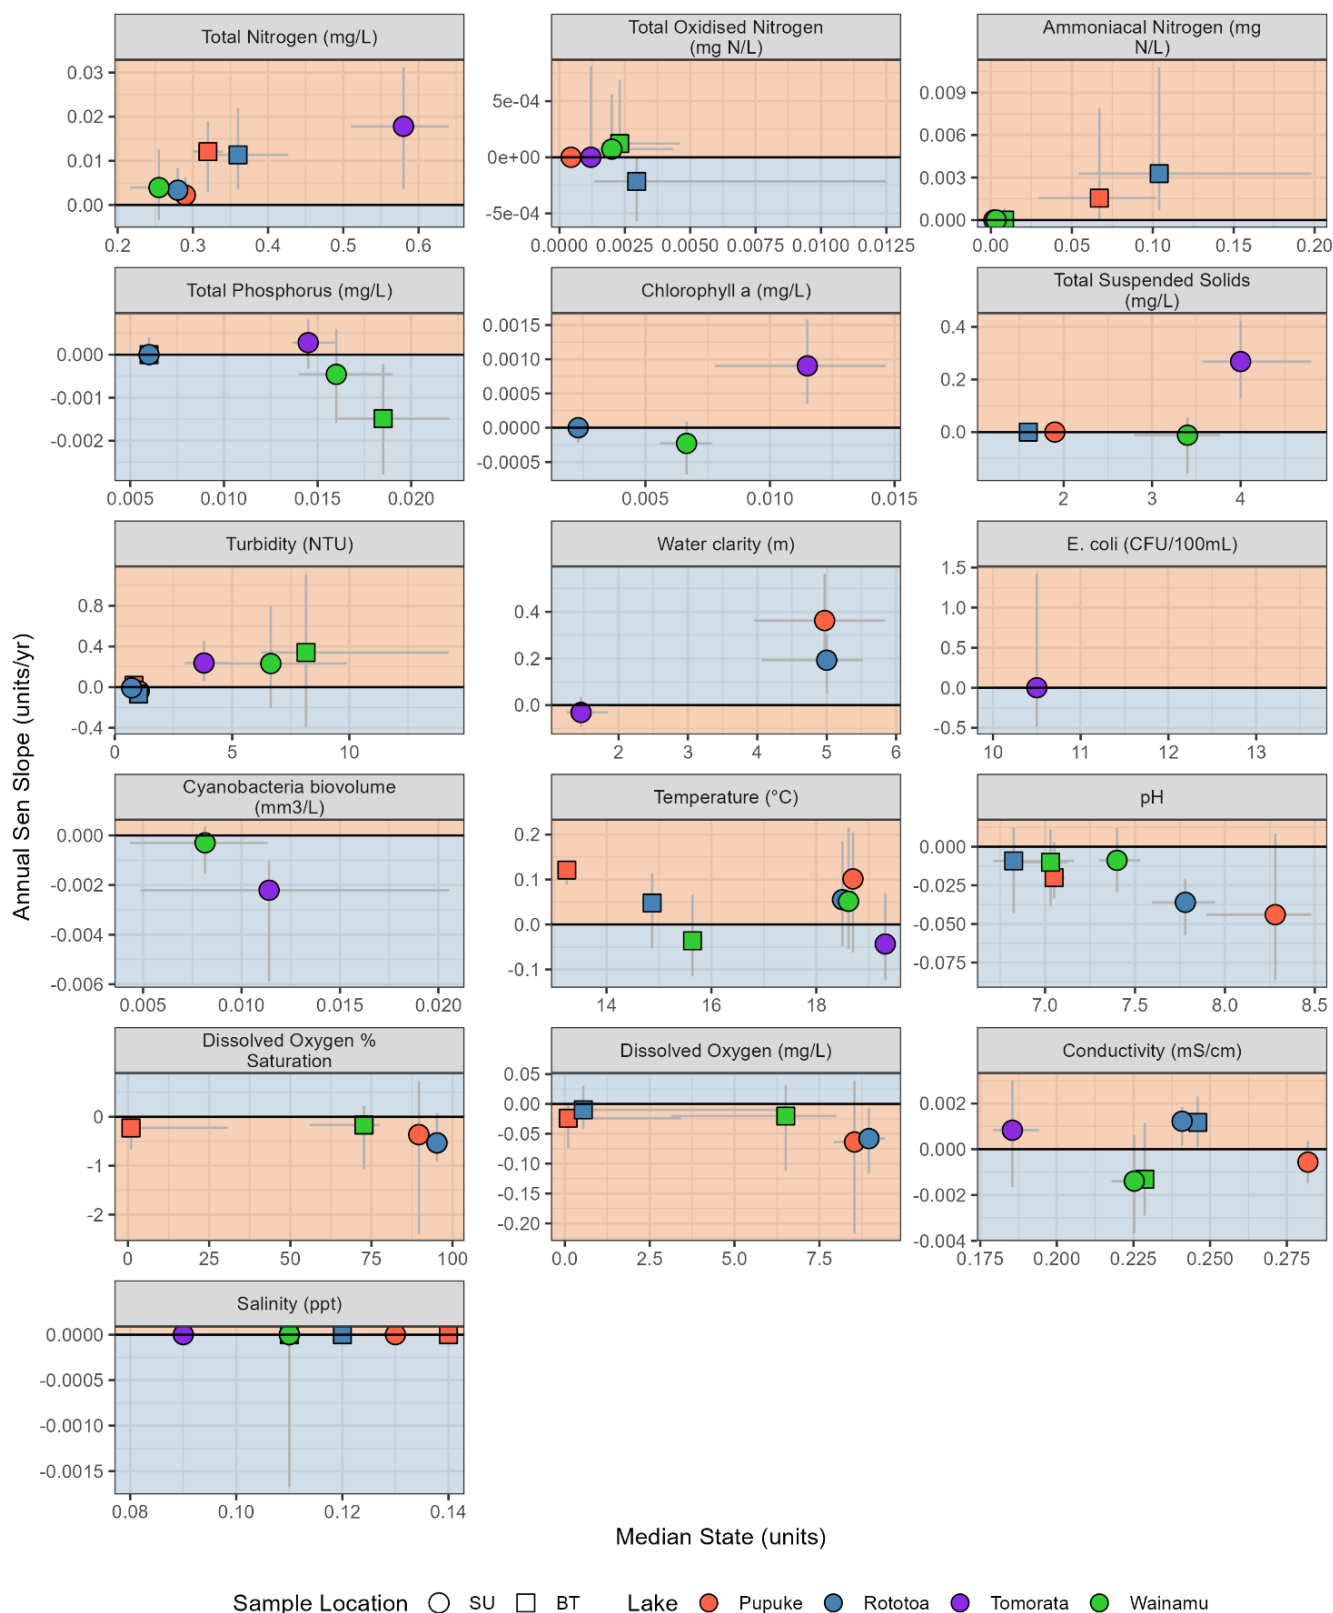 Total Nitrogen (mg/L)
0.03
0.02
0.01
0.00
0.2 0.3 0.4 0.5 0.6
Total Oxidised Nitrogen
(mg N/L)
5e-04
0e+00
-5e-04
0.0000 0.0025 0.0050 0.0075 0.0100 0.0125
Ammoniacal Nitrogen (mg
N/L)
0.009
0.006
0.003
0.000
0.00 0.05 0.10 0.15 0.20
Total Phosphorus (mg/L)
0.000
-0.001
-0.002
0.005 0.010 0.015 0.020
Chlorophyll a (mg/L)
0.0015
0.0010
0.0005
0.0000
-0.0005
0.005 0.010 0.015
Total Suspended Solids
(mg/L)
0.4
0.2
0.0
2 3 4
Turbidity (NTU)
0.8
0.4
0.0
-0.4
0 5 10
Water clarity (m)
0.4
0.2
0.0
2 3 4 5 6
E. coli (CFU/100mL)
1.5
1.0
0.5
0.0
-0.5
10 11 12 13
Annual Sen Slope (units/yr)
Cyanobacteria biovolume
(mm3/L)
0.000
-0.002
-0.004
-0.006
0.005 0.010 0.015 0.020
Temperature (°C)
0.2
0.1
0.0
-0.1
14 16 18
pH
0.000
-0.025
-0.050
-0.075
7.0 7.5 8.0 8.5
Dissolved Oxygen %
Saturation
0
-1
-2
0 25 50 75 100
Dissolved Oxygen (mg/L)
0.05
0.00
-0.05
-0.10
-0.15
-0.20
0.0 2.5 5.0 7.5
Conductivity (mS/cm)
0.002
0.000
-0.002
-0.004
0.175 0.200 0.225 0.250 0.275
Salinity (ppt)
0.0000
-0.0005
-0.0010
-0.0015
0.08 0.10 0.12 0.14
Median State (units)
Sample Location SU BT Lake Pupuke Rototoa Tomorata Wainamu